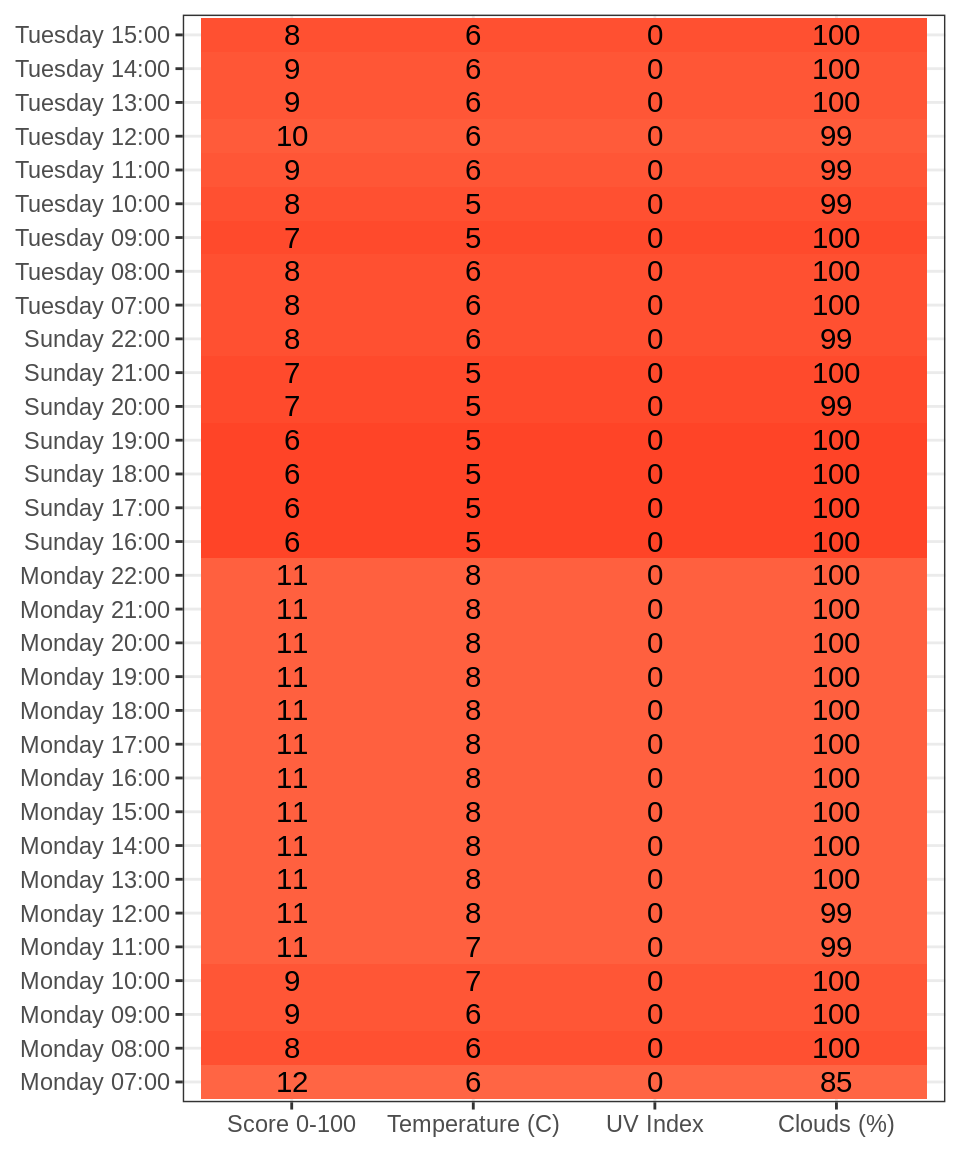 Tuesday 15:00 8 6 0 100
Tuesday 14:00 9 6 0 100
Tuesday 13:00 9 6 0 100
Tuesday 12:00 10 6 0 99
Tuesday 11:00 9 6 0 99
Tuesday 10:00 8 5 0 99
Tuesday 09:00 7 5 0 100
Tuesday 08:00 8 6 0 100
Tuesday 07:00 8 6 0 100
Sunday 22:00 8 6 0 99
Sunday 21:00 7 5 0 100
Sunday 20:00 7 5 0 99
Sunday 19:00 6 5 0 100
Sunday 18:00 6 5 0 100
Sunday 17:00 6 5 0 100
Sunday 16:00 6 5 0 100
Monday 22:00 11 8 0 100
Monday 21:00 11 8 0 100
Monday 20:00 11 8 0 100
Monday 19:00 11 8 0 100
Monday 18:00 11 8 0 100
Monday 17:00 11 8 0 100
Monday 16:00 11 8 0 100
Monday 15:00 11 8 0 100
Monday 14:00 11 8 0 100
Monday 13:00 11 8 0 100
Monday 12:00 11 8 0 99
Monday 11:00 11 7 0 99
Monday 10:00 9 7 0 100
Monday 09:00 9 6 0 100
Monday 08:00 8 6 0 100
Monday 07:00 12 6 0 85
Score 0-100 Temperature (C) UV Index Clouds (%)